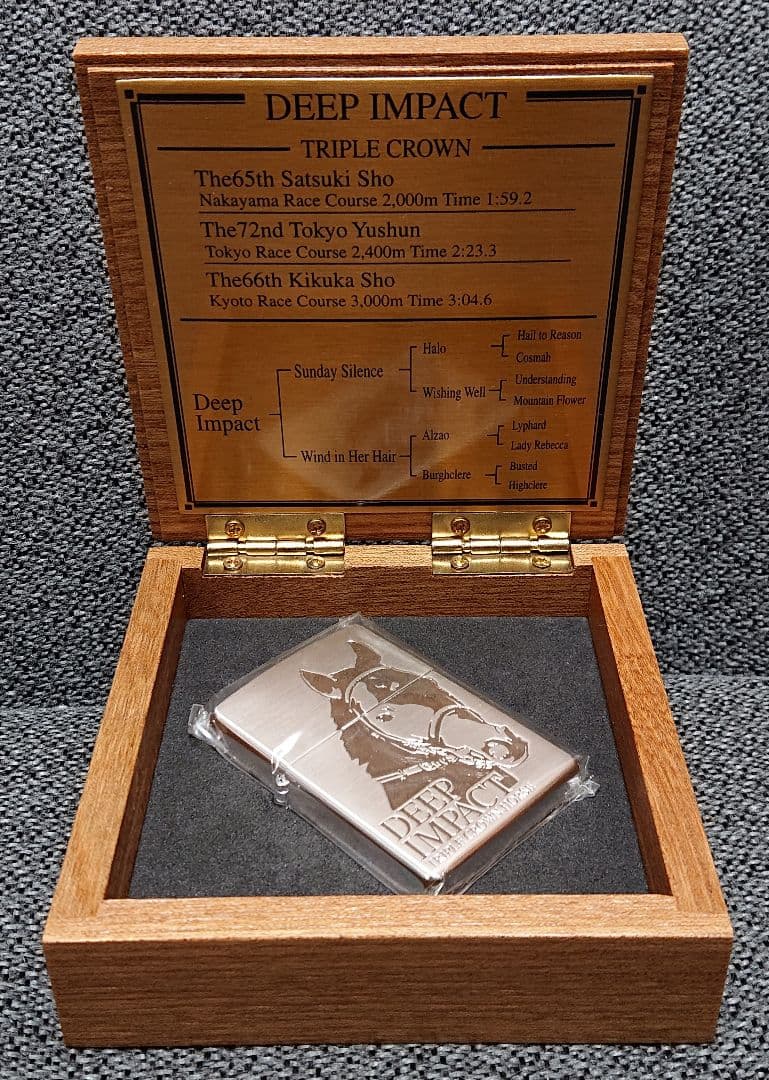 DEEP IMPACT
TRIPLE CROWN
The65th Satsuki Sho
Nakayama Race Course 2,000m Time 1:59.2
The72nd Tokyo Yushun
Tokyo Race Course 2,400m Time 2:23.3
The66th Kikuka Sho
Kyoto Race Course 3,000m Time 3:04.6
Deep
Impact
Sunday Silence
Wind in Her Hair
Halo
Wishing Well
Alzao
Burghclere
Hail to Reason
Cosmah
Understanding
Mountain Flower
Lyphard
Lady Rebecca
Busted
Highclere
DEEP
IMPACT